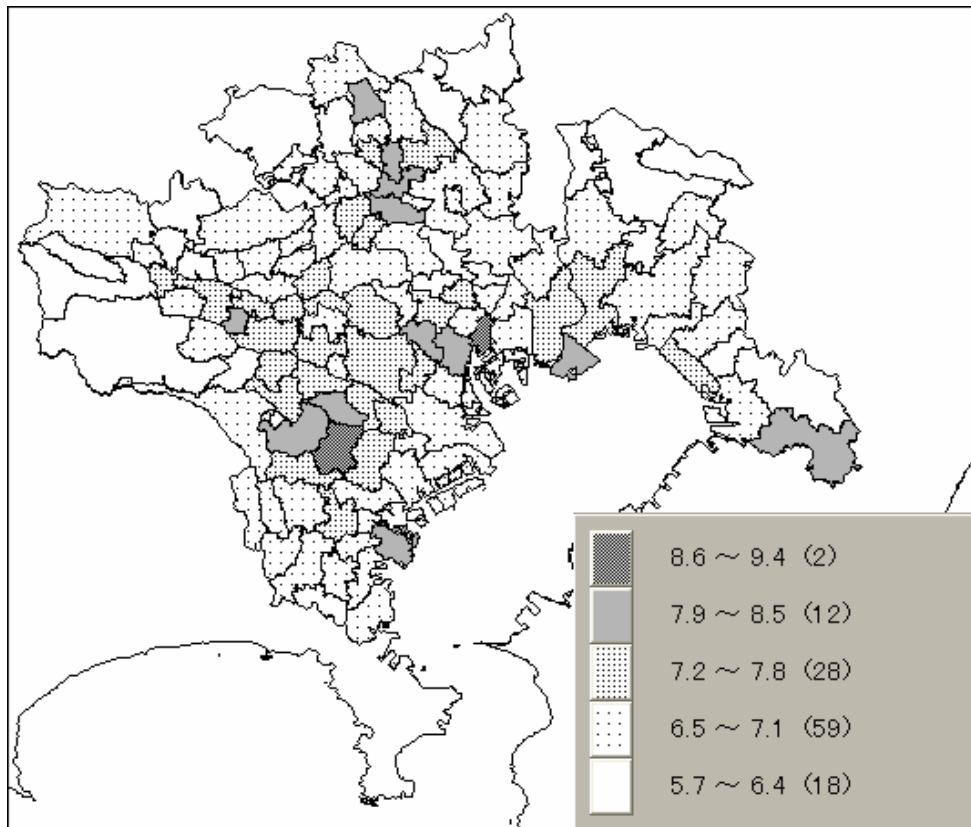 8.6 ～ 9.4 (2)
7.9 ～ 8.5 (12)
7.2 ～ 7.8 (28)
6.5 ～ 7.1 (59)
5.7 ～ 6.4 (18)